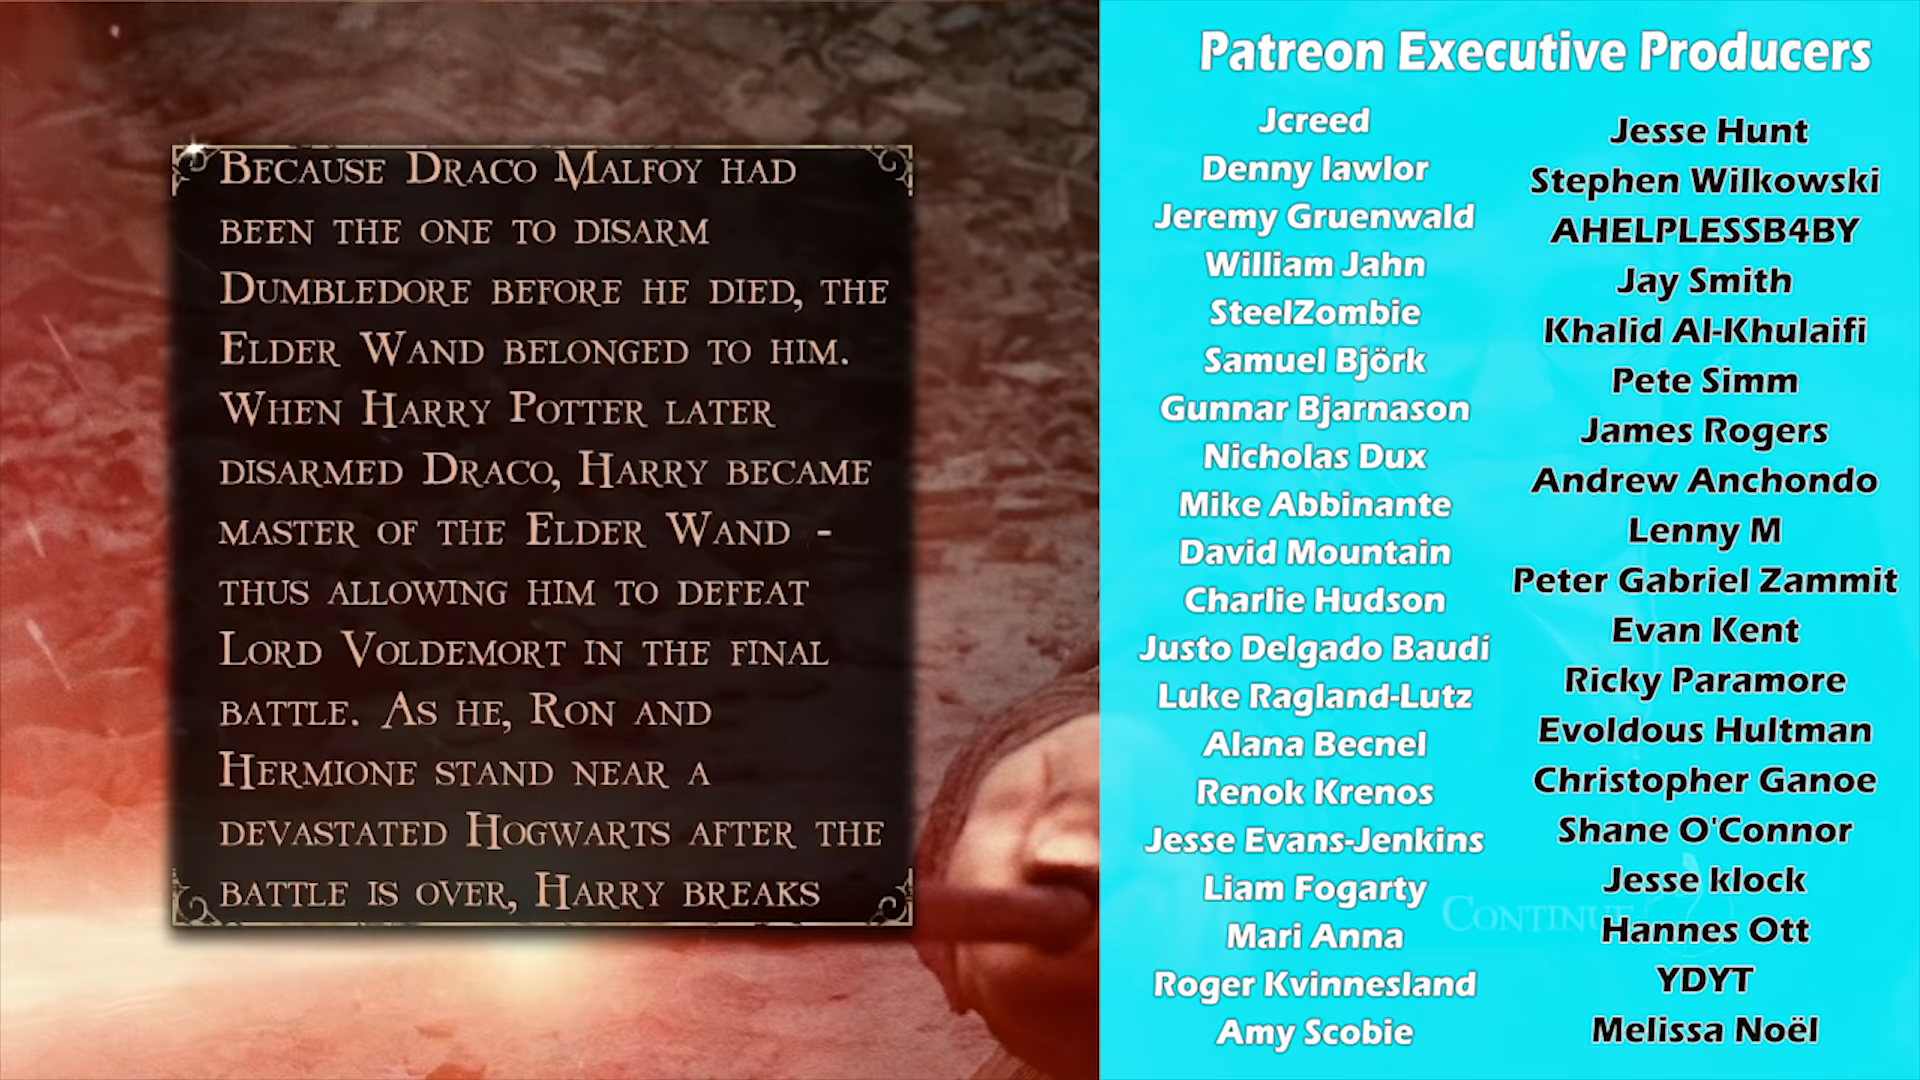 Because Draco Malfoy had
been the one to disarm
Dumbledore before he died, the
Elder Wand belonged to him.
When Harry Potter later
disarmed Draco, Harry became
master of the Elder Wand -
thus allowing him to defeat
Lord Voldemort in the final
battle. As he, Ron and
Hermione stand near a
devastated Hogwarts after the
battle is over, Harry breaks
Patreon Executive Producers
Jcreed
Denny lawlor
Jeremy Gruenwald
William Jahn
SteelZombie
Samuel Björk
Gunnar Bjarnason
Nicholas Dux
Mike Abbinante
David Mountain
Charlie Hudson
Justo Delgado Baudí
Luke Ragland-Lutz
Alana Becnel
Renok Krenos
Jesse Evans-Jenkins
Liam Fogarty
Mari Anna
Roger Kvinnesland
Amy Scobie
Jesse Hunt
Stephen Wilkowski
AHELPLESSB4BY
Jay Smith
Khalid Al-Khulaifi
Pete Simm
James Rogers
Andrew Anchondo
Lenny M
Peter Gabriel Zammit
Evan Kent
Ricky Paramore
Evoldous Hultman
Christopher Ganoe
Shane O'Connor
Jesse klock
Hannes Ott
YDYT
Melissa Noël
Continue